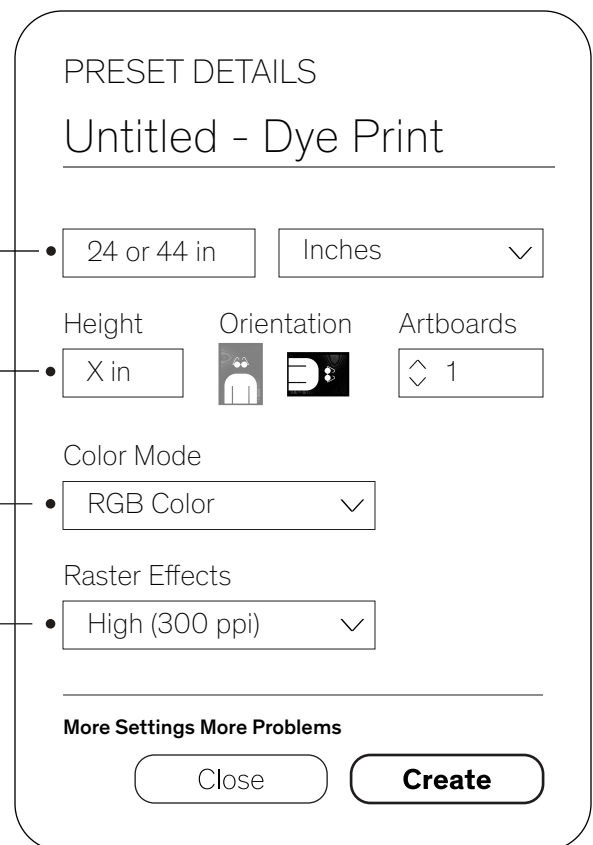 PRESET DETAILS
Untitled - Dye Print
24 or 44 in
Inches
Height
Orientation
Artboards
X in
1
Color Mode
RGB Color
Raster Effects
High (300 ppi)
More Settings More Problems
Close
Create